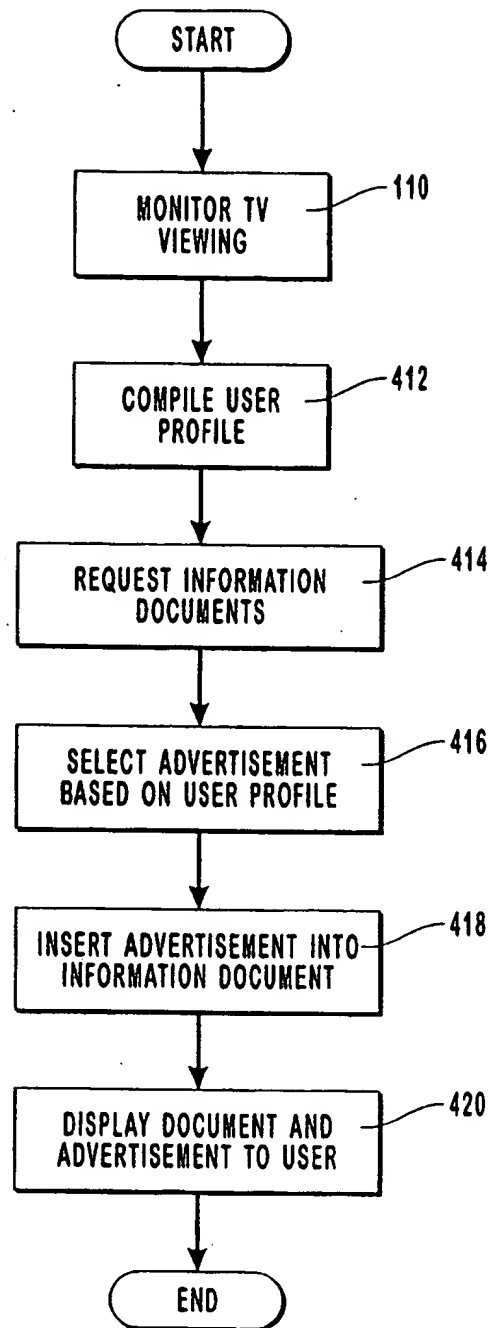 START
MONITOR TV
VIEWING
110
COMPILE USER
PROFILE
412
REQUEST INFORMATION
DOCUMENTS
414
SELECT ADVERTISEMENT
BASED ON USER PROFILE
416
INSERT ADVERTISEMENT INTO
INFORMATION DOCUMENT
418
DISPLAY DOCUMENT AND
ADVERTISEMENT TO USER
420
END